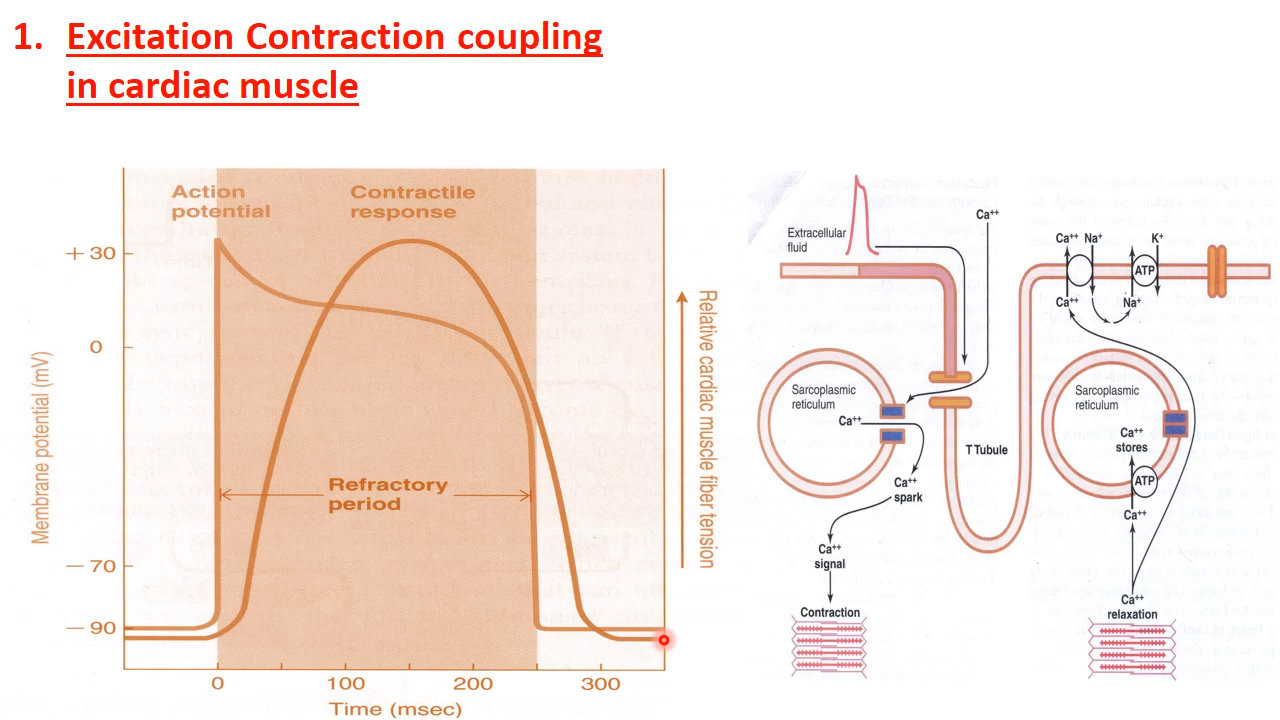 1. Excitation Contraction coupling
in cardiac muscle
Action
potential
Contractile
response
+30
0
−70
−90
Membrane potential (mV)
Refractory
period
Relative cardiac muscle fiber tension
0
100
200
300
Time (msec)
Extracellular
fluid
Ca++
Sarcoplasmic
reticulum
Ca++
Ca++
spark
Ca++
signal
Contraction
T Tubule
Ca++
Na+
K+
ATP
Ca++
Na+
Sarcoplasmic
reticulum
Ca++
stores
ATP
Ca++
Ca++
relaxation